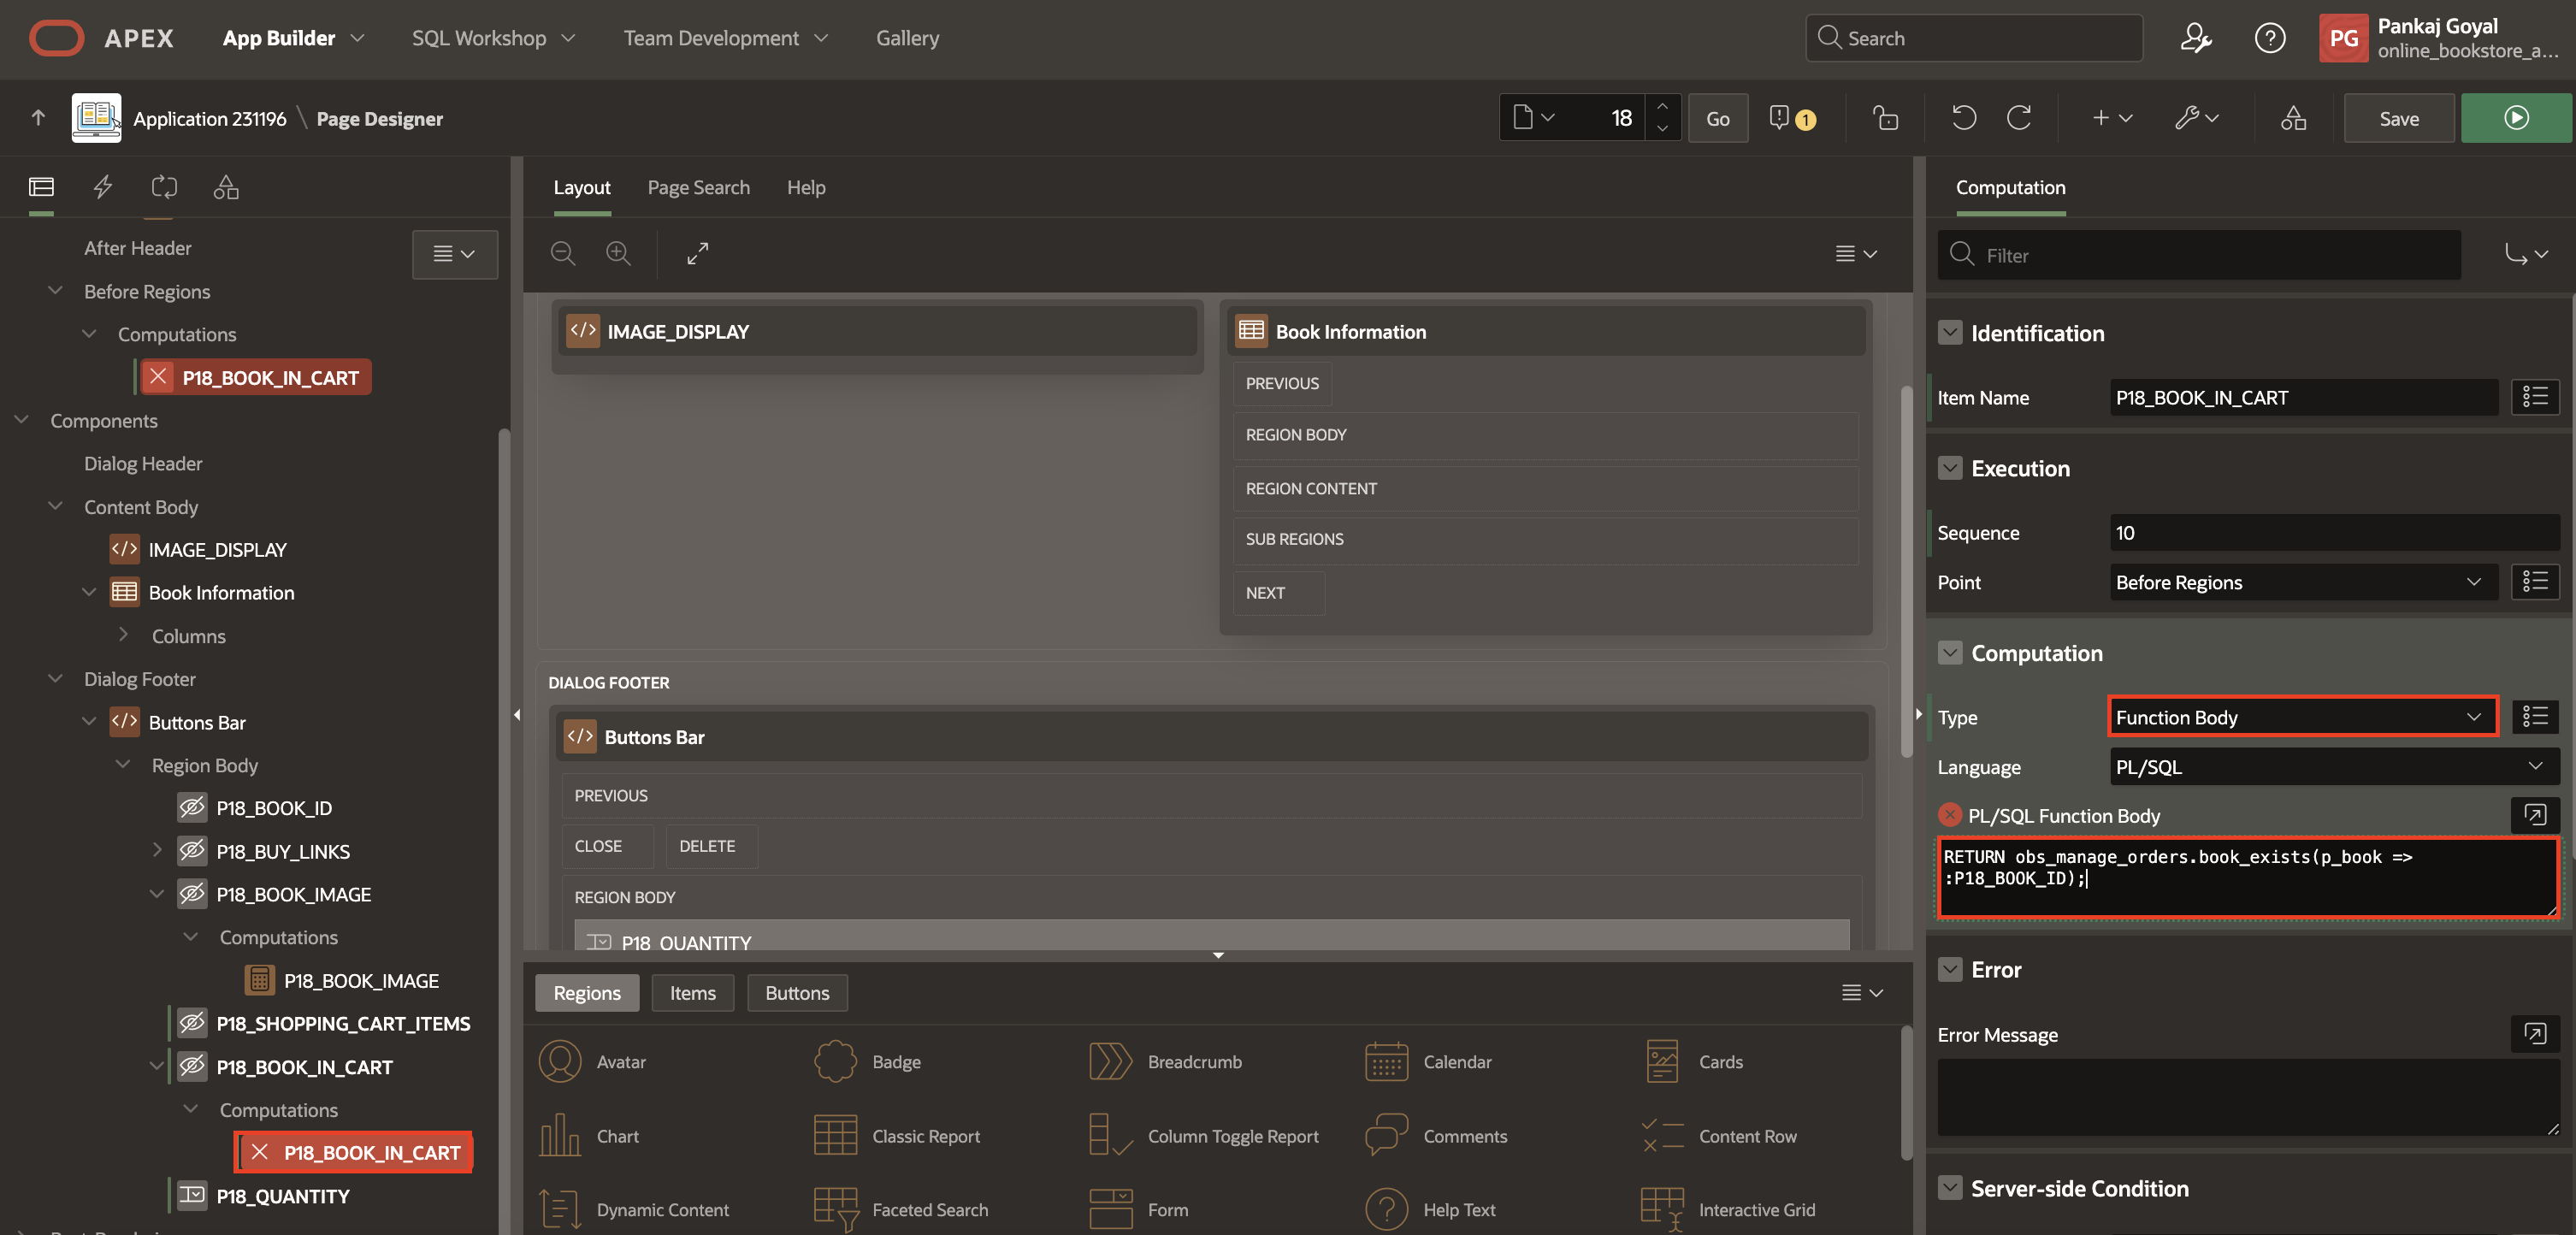 APEX App Builder SQL Workshop Team Development Gallery Search PG Pankaj Goyal
online_bookstore_a...
Application 231196 \ Page Designer 18 Go 1 Save
Layout Page Search Help
Computation
After Header
Before Regions
Computations
P18_BOOK_IN_CART
Components
Dialog Header
Content Body
IMAGE_DISPLAY
Book Information
Columns
Dialog Footer
Buttons Bar
Region Body
P18_BOOK_ID
P18_BUY_LINKS
P18_BOOK_IMAGE
Computations
P18_BOOK_IMAGE
P18_SHOPPING_CART_ITEMS
P18_BOOK_IN_CART
Computations
P18_BOOK_IN_CART
P18_QUANTITY
IMAGE_DISPLAY
Book Information
PREVIOUS
REGION BODY
REGION CONTENT
SUB REGIONS
NEXT
DIALOG FOOTER
Buttons Bar
PREVIOUS
CLOSE DELETE
REGION BODY
P18_QUANTITY
Regions Items Buttons
Avatar Badge Breadcrumb Calendar Cards
Chart Classic Report Column Toggle Report Comments Content Row
Dynamic Content Faceted Search Form Help Text Interactive Grid
Filter
Identification
Item Name P18_BOOK_IN_CART
Execution
Sequence 10
Point Before Regions
Computation
Type Function Body
Language PL/SQL
PL/SQL Function Body
RETURN obs_manage_orders.book_exists(p_book =>
:P18_BOOK_ID);
Error
Error Message
Server-side Condition